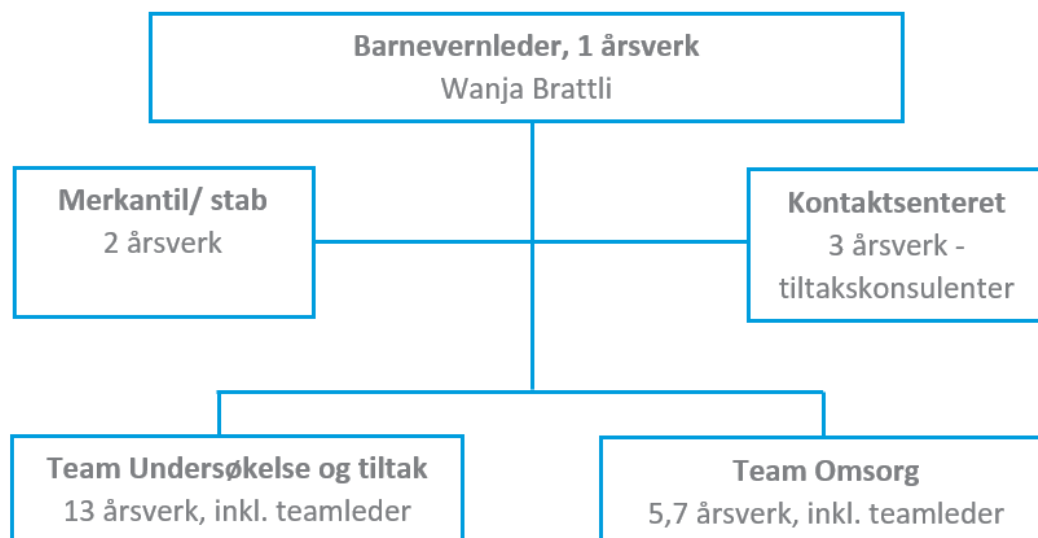 Barnevernleder, 1 årsverk
Wanja Brattli
Merkantil/ stab
2 årsverk
Kontaktsenteret
3 årsverk -
tiltakskonsulenter
Team Undersøkelse og tiltak
13 årsverk, inkl. teamleder
Team Omsorg
5,7 årsverk, inkl. teamleder